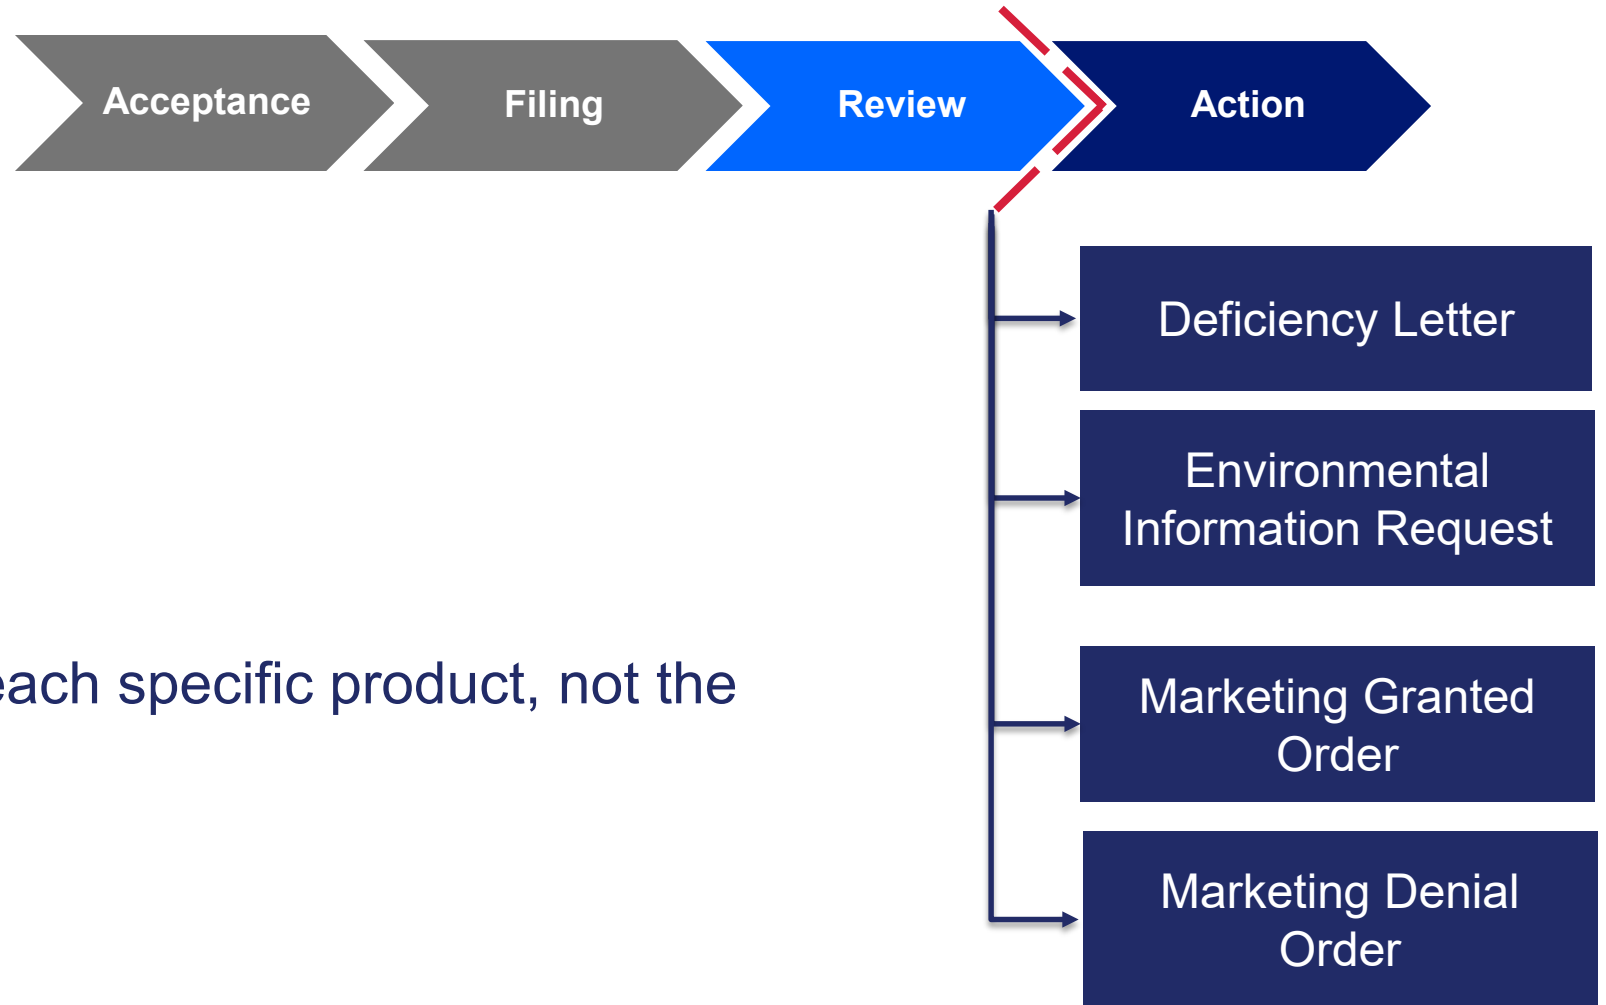 Acceptance
Filing
Review
Action
Deficiency Letter
Environmental
Information Request
each specific product, not the
Marketing Granted
Order
Marketing Denial
Order